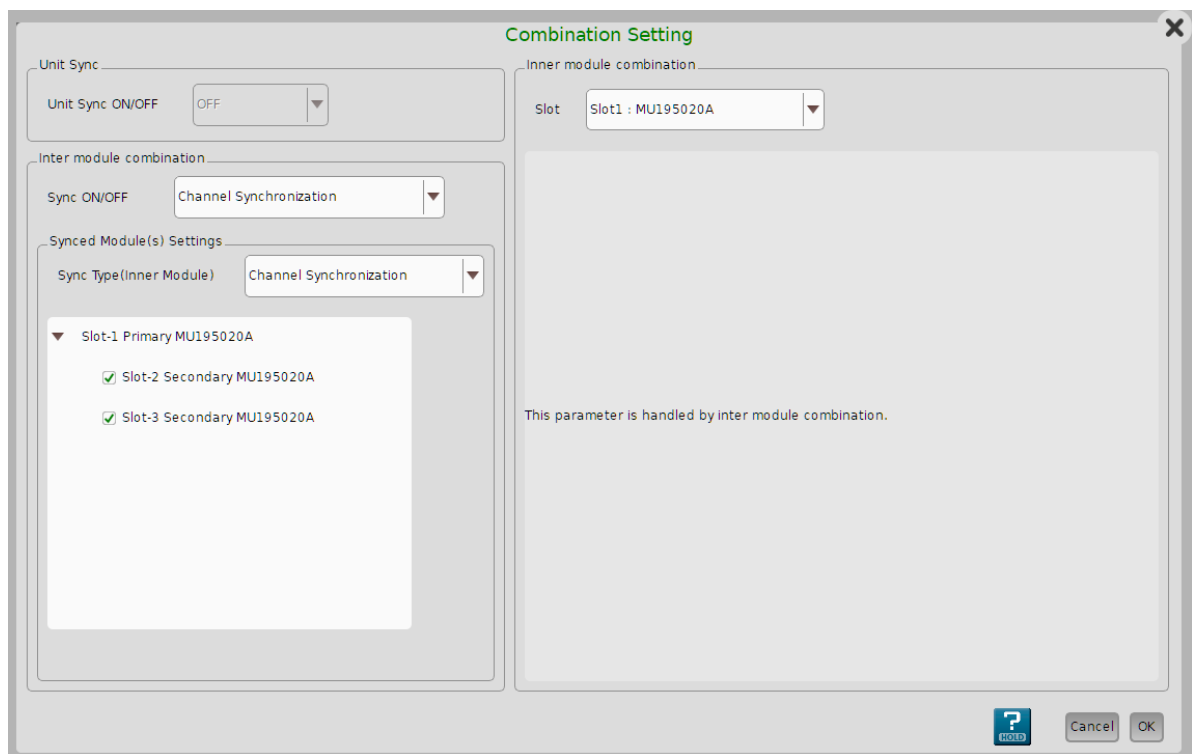 Combination Setting
Unit Sync
Unit Sync ON/OFF
OFF
Inter module combination
Sync ON/OFF
Channel Synchronization
Synced Module(s) Settings
Sync Type(Inner Module)
Channel Synchronization
Slot-1 Primary MU195020A
Slot-2 Secondary MU195020A
Slot-3 Secondary MU195020A
Inner module combination
Slot
Slot1 : MU195020A
This parameter is handled by inter module combination.
?
HOLD
Cancel
OK